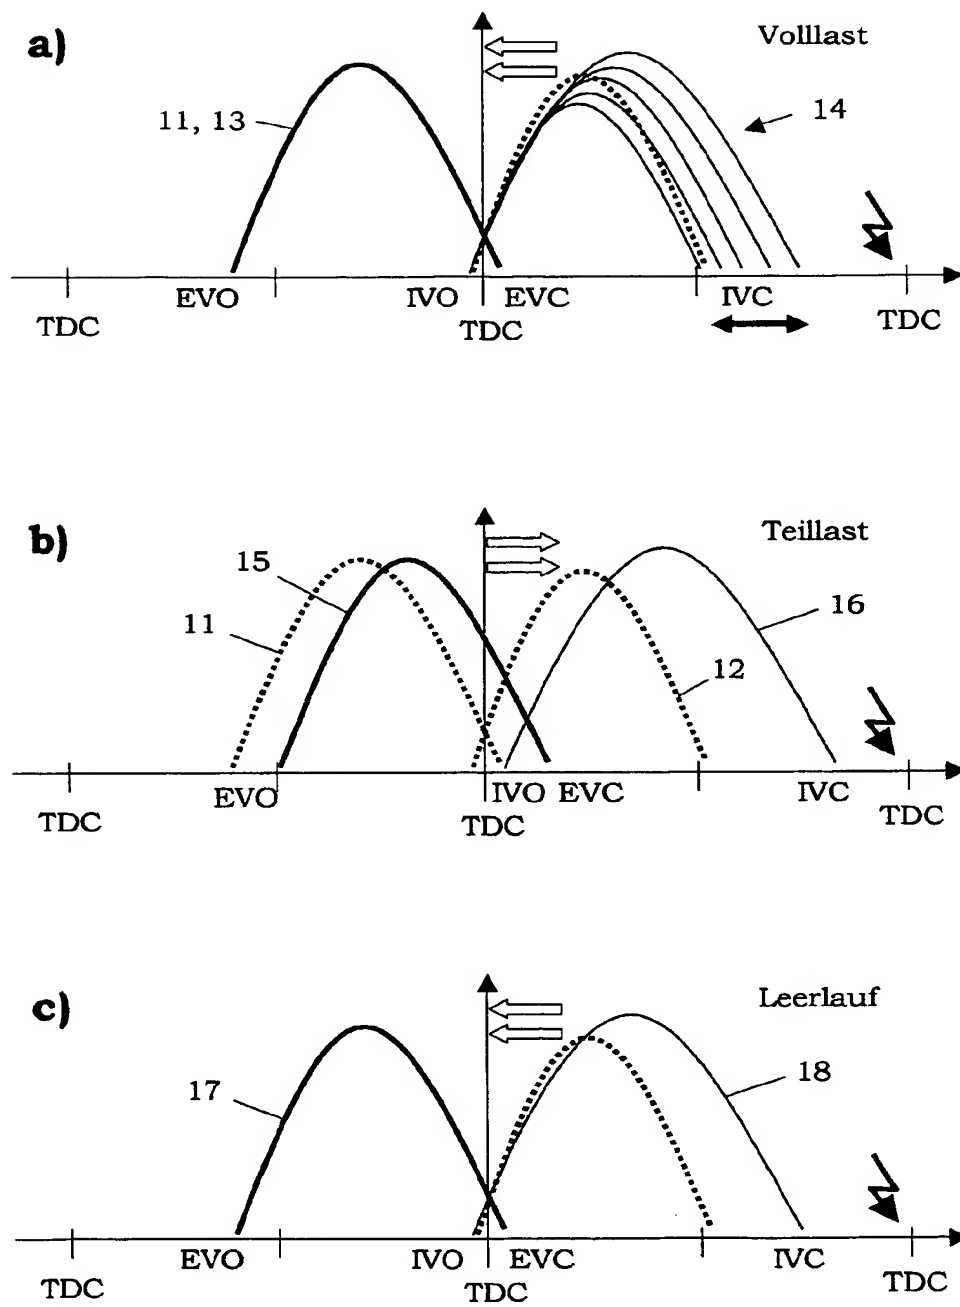 a)
Volllast
11, 13
14
EVO
IVO
EVC
IVC
TDC
TDC
TDC
b)
Teillast
15
11
16
12
EVO
IVO
EVC
IVC
TDC
TDC
TDC
c)
Leerlauf
17
18
EVO
IVO
EVC
IVC
TDC
TDC
TDC